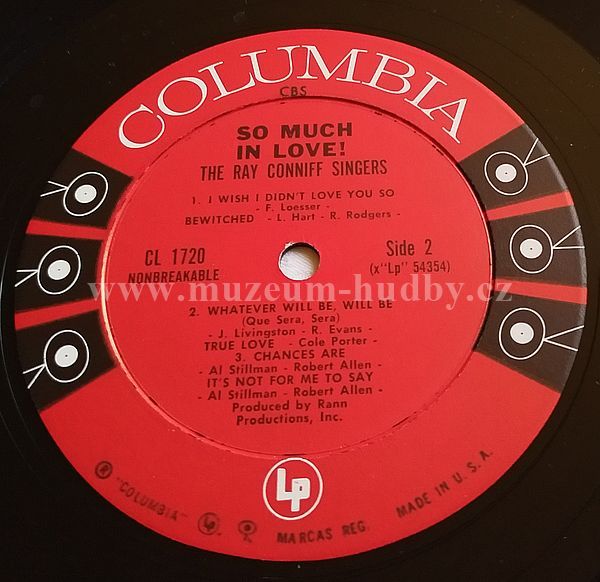 COLUMBIA
CBS
SO MUCH
IN LOVE!
THE RAY CONNIFF SINGERS
1. I WISH I DIDN'T LOVE YOU SO
- F. Loesser -
BEWITCHED - L. Hart - R. Rodgers -
CL 1720
NONBREAKABLE
Side 2
(x"Lp" 54354)
www.muzeum-hudby.cz
2. WHATEVER WILL BE, WILL BE
(Que Sera, Sera)
- J. Livingston - R. Evans -
TRUE LOVE - Cole Porter -
3. CHANCES ARE
- Al Stillman - Robert Allen -
IT'S NOT FOR ME TO SAY
- Al Stillman - Robert Allen -
Produced by Rann
Productions, Inc.
LP
® "COLUMBIA" LP MARCAS REG. MADE IN U.S.A.